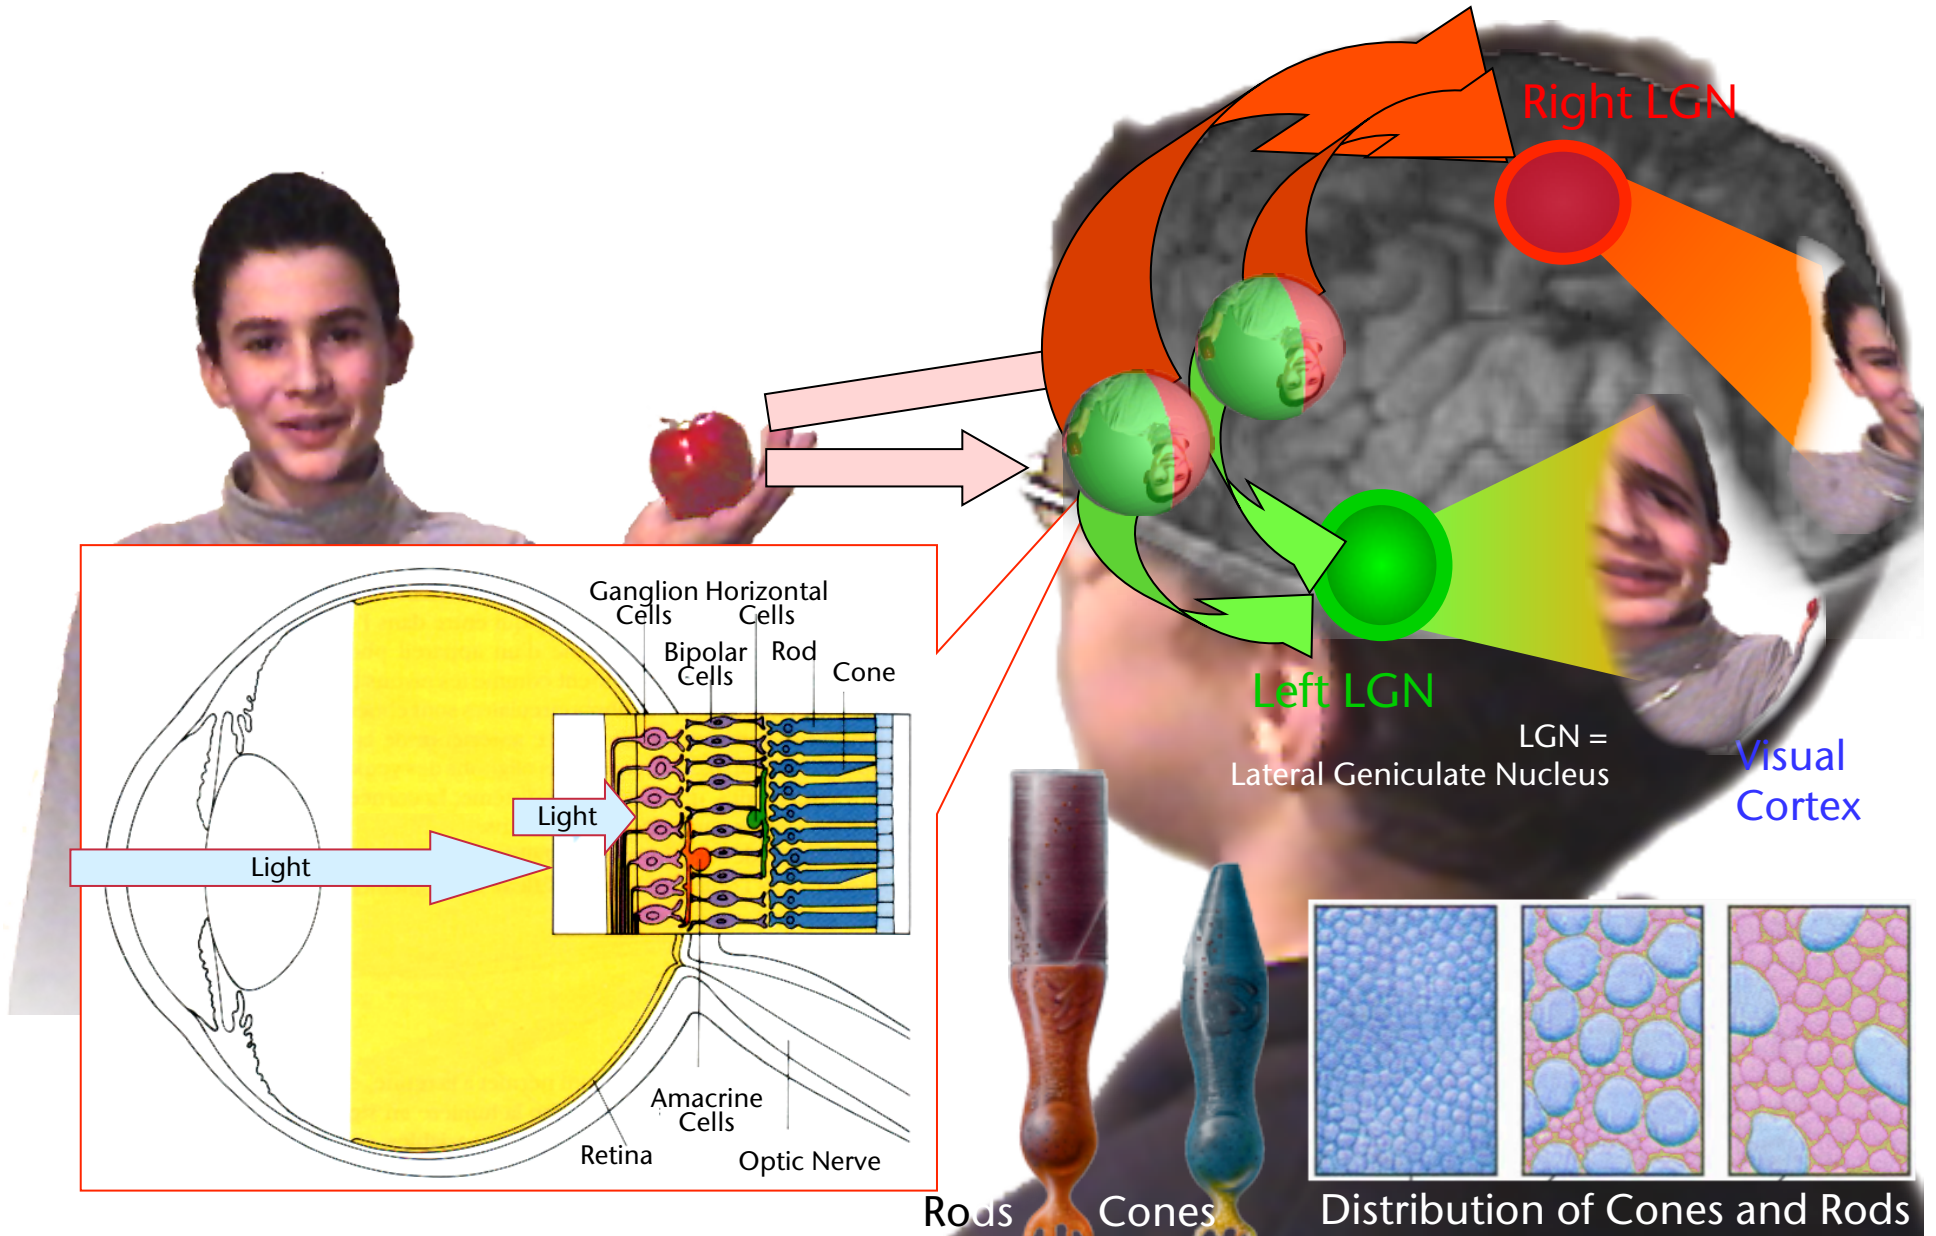 Right LGN
Ganglion
Cells
Horizontal
Cells
Bipolar
Cells
Rod
Cone
Left LGN
LGN =
Lateral Geniculate Nucleus
Visual
Cortex
Light
Light
Amacrine
Cells
Retina
Optic Nerve
Rods
Cones
Distribution of Cones and Rods